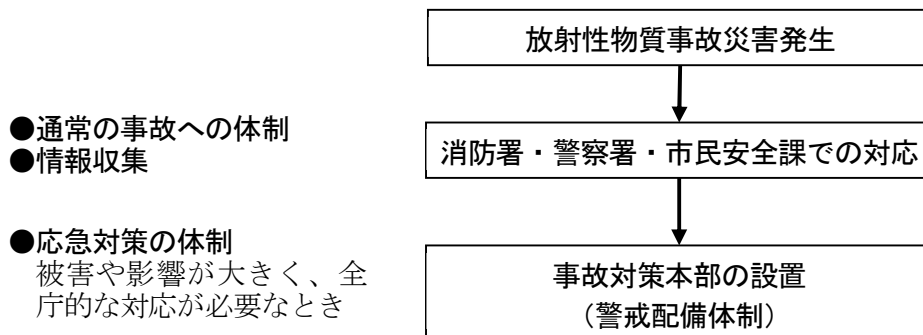 放射性物質事故災害発生
●通常の事故への体制
●情報収集
消防署・警察署・市民安全課での対応
●応急対策の体制
被害や影響が大きく、全
庁的な対応が必要なとき
事故対策本部の設置
（警戒配備体制）